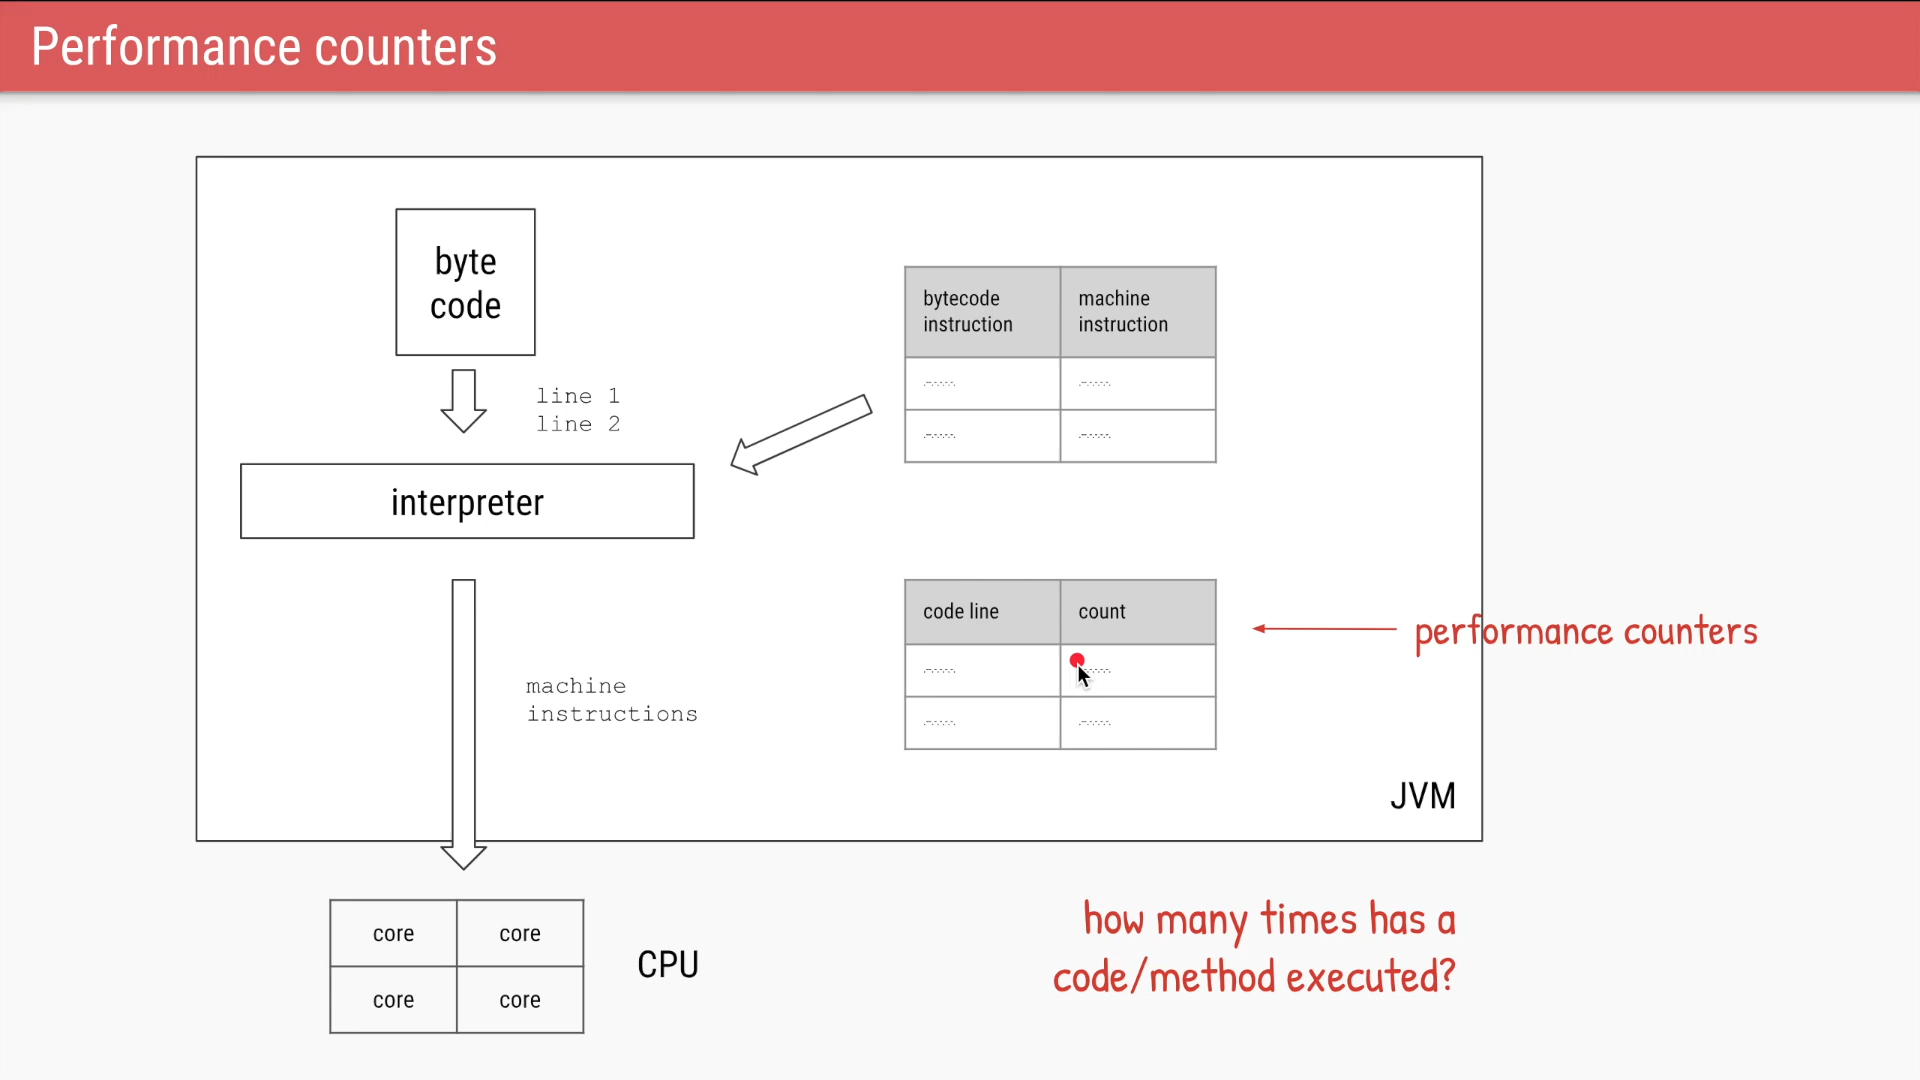 Performance counters
byte
code
line 1
line 2
interpreter
bytecode
instruction
machine
instruction
code line
count
performance counters
machine
instructions
JVM
core
core
core
core
CPU
how many times has a
code/method executed?